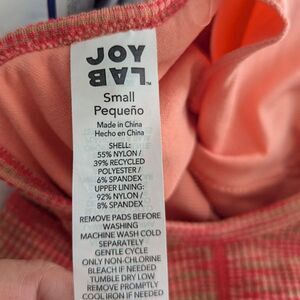 JOY
LAB™
Small
Pequeño
Made in China
Hecho en China
SHELL:
55% NYLON /
39% RECYCLED
POLYESTER /
6% SPANDEX
UPPER LINING:
92% NYLON /
8% SPANDEX
REMOVE PADS BEFORE
WASHING
MACHINE WASH COLD
SEPARATELY
GENTLE CYCLE
ONLY NON-CHLORINE
BLEACH IF NEEDED
TUMBLE DRY LOW
REMOVE PROMPTLY
COOL IRON IF NEEDED